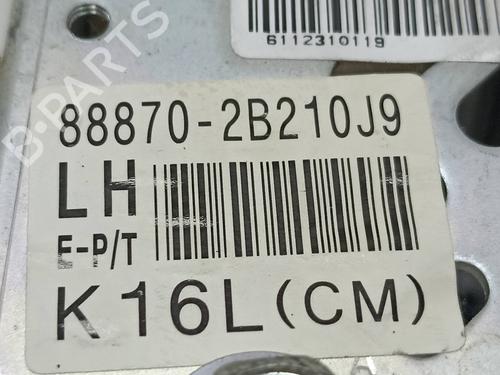 6112310119
88870-2B210J9
LH
E-P/T
K16L(CM)
B-PARTS